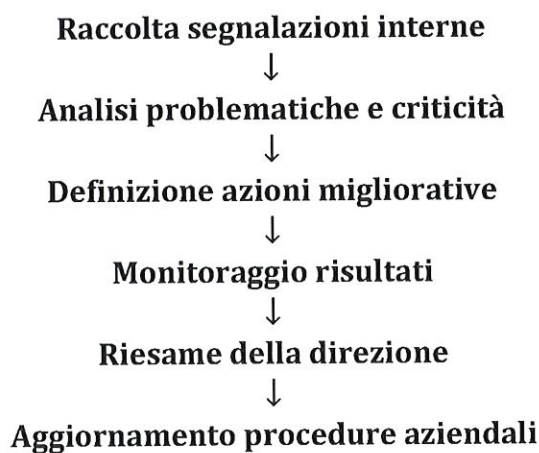 Raccolta segnalazioni interne
↓
Analisi problematiche e criticità
↓
Definizione azioni migliorative
↓
Monitoraggio risultati
↓
Riesame della direzione
↓
Aggiornamento procedure aziendali